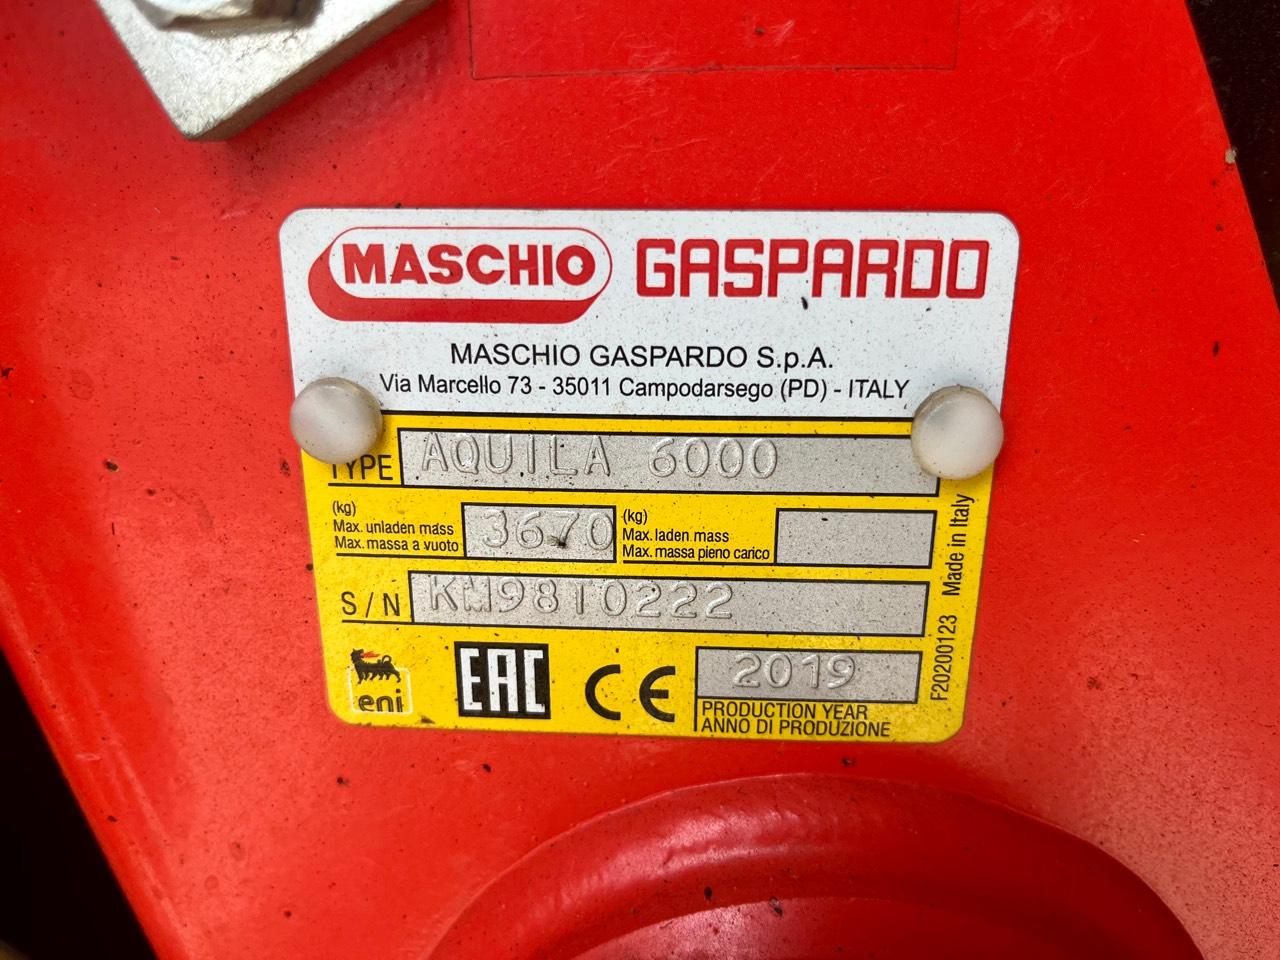 MASCHIO GASPARDO
MASCHIO GASPARDO S.p.A.
Via Marcello 73 - 35011 Campodarsego (PD) - ITALY
TYPE AQUILA 6000
(kg)
Max. unladen mass
Max. massa a vuoto
3670
(kg)
Max. laden mass
Max. massa pieno carico
S/N KM98T0222
eni
EAC
CE
2019
PRODUCTION YEAR
ANNO DI PRODUZIONE
F20200123 Made in Italy